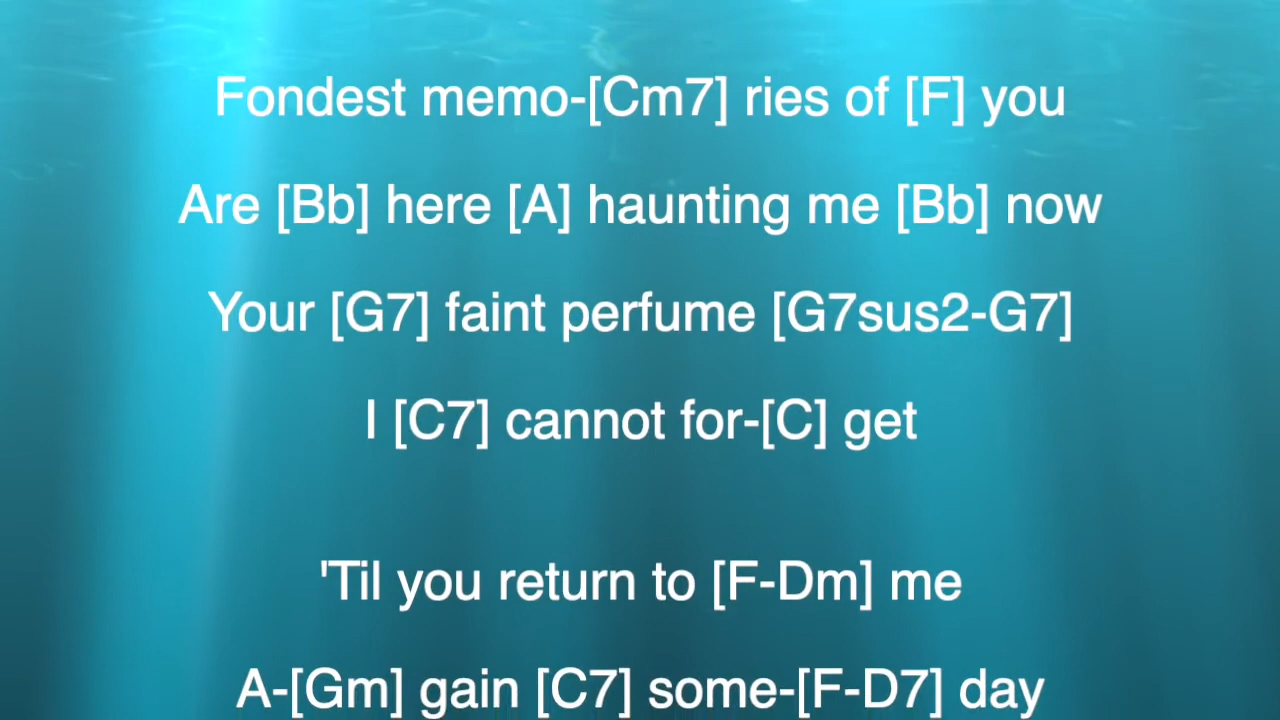 Fondest memo-[Cm7] ries of [F] you
Are [Bb] here [A] haunting me [Bb] now
Your [G7] faint perfume [G7sus2-G7]
I [C7] cannot for-[C] get
'Til you return to [F-Dm] me
A-[Gm] gain [C7] some-[F-D7] day